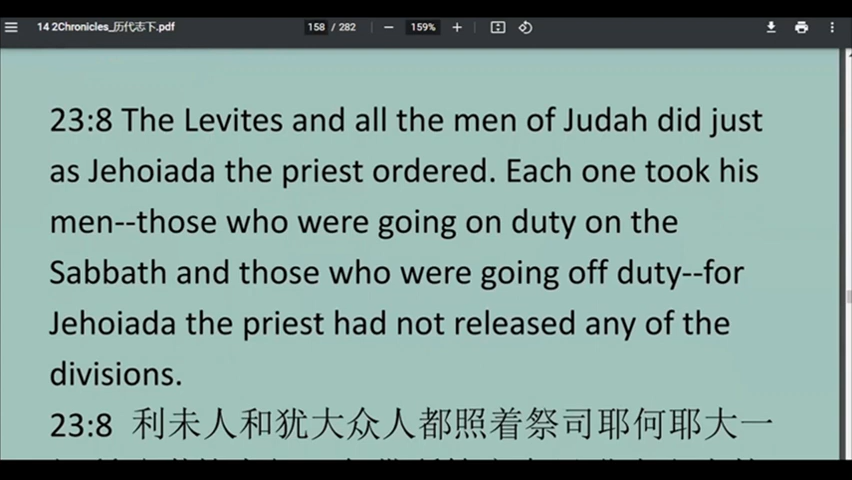 14 2Chronicles_历代志下.pdf
158 / 282
159%
23:8 The Levites and all the men of Judah did just
as Jehoiada the priest ordered. Each one took his
men--those who were going on duty on the
Sabbath and those who were going off duty--for
Jehoiada the priest had not released any of the
divisions.
23:8 利未人和犹大众人都照着祭司耶何耶大一